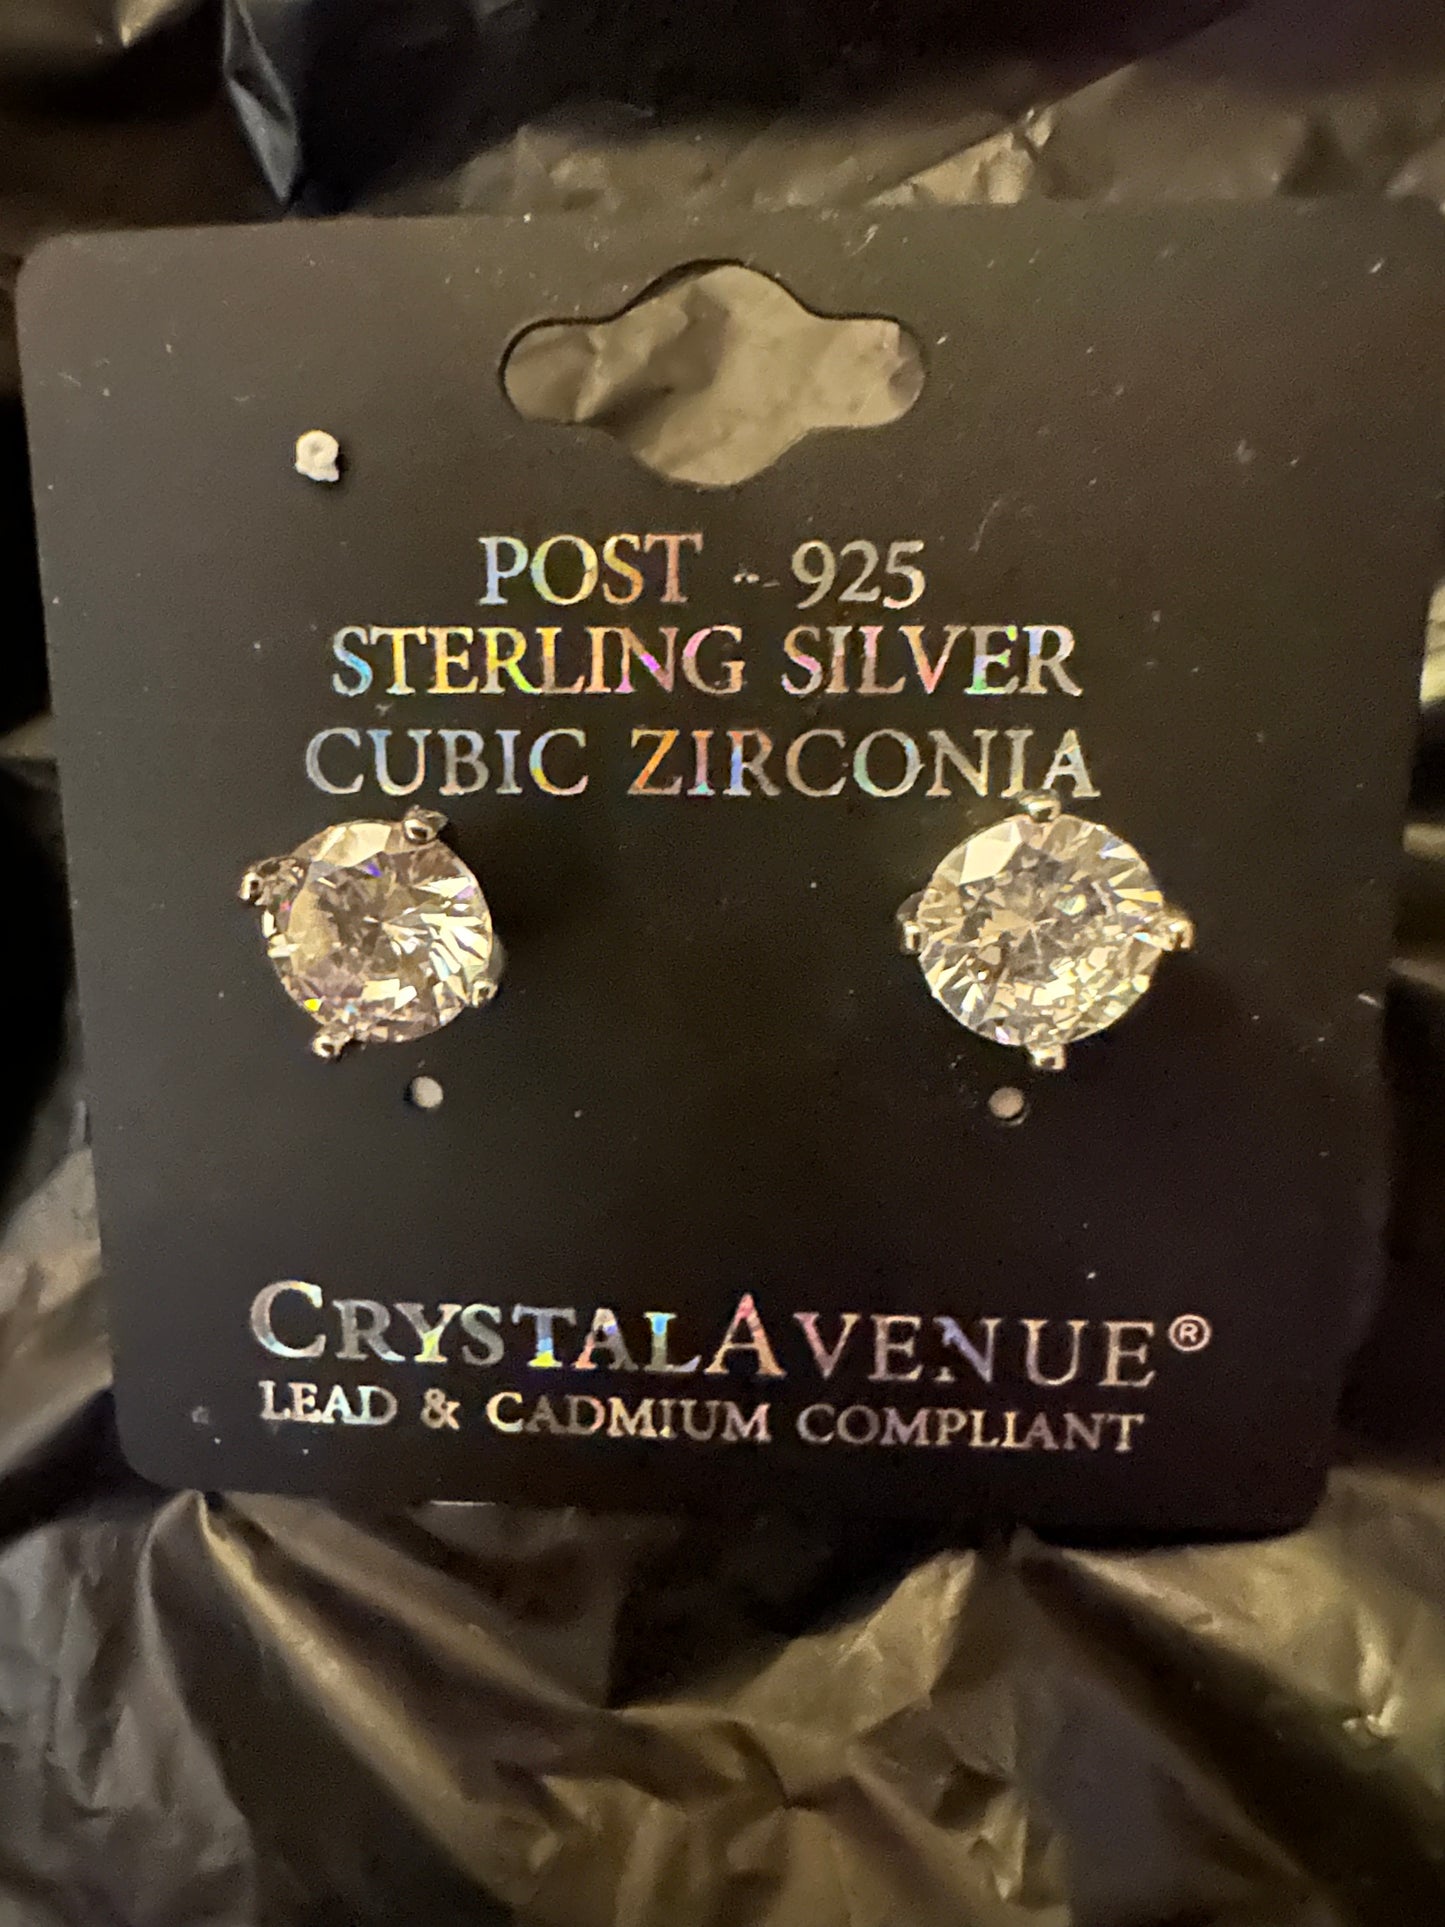 POST - 925
STERLING SILVER
CUBIC ZIRCONIA
CRYSTALAVENUE®
LEAD & CADMIUM COMPLIANT